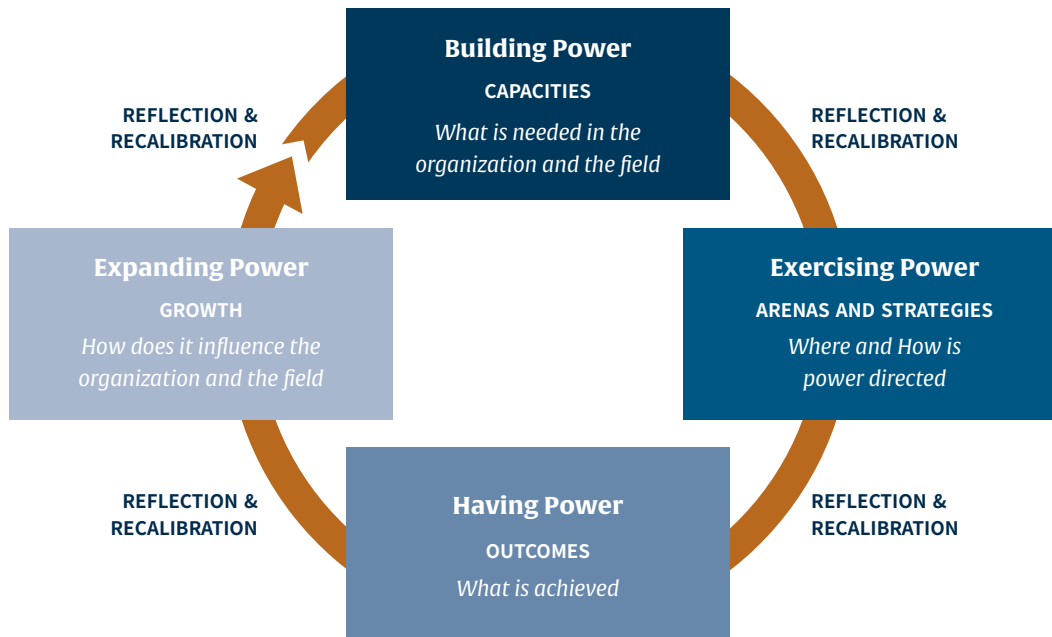 Building Power
CAPACITIES
What is needed in the
organization and the field
REFLECTION &
RECALIBRATION
Exercising Power
ARENAS AND STRATEGIES
Where and How is
power directed
REFLECTION &
RECALIBRATION
Having Power
OUTCOMES
What is achieved
REFLECTION &
RECALIBRATION
Expanding Power
GROWTH
How does it influence the
organization and the field
REFLECTION &
RECALIBRATION